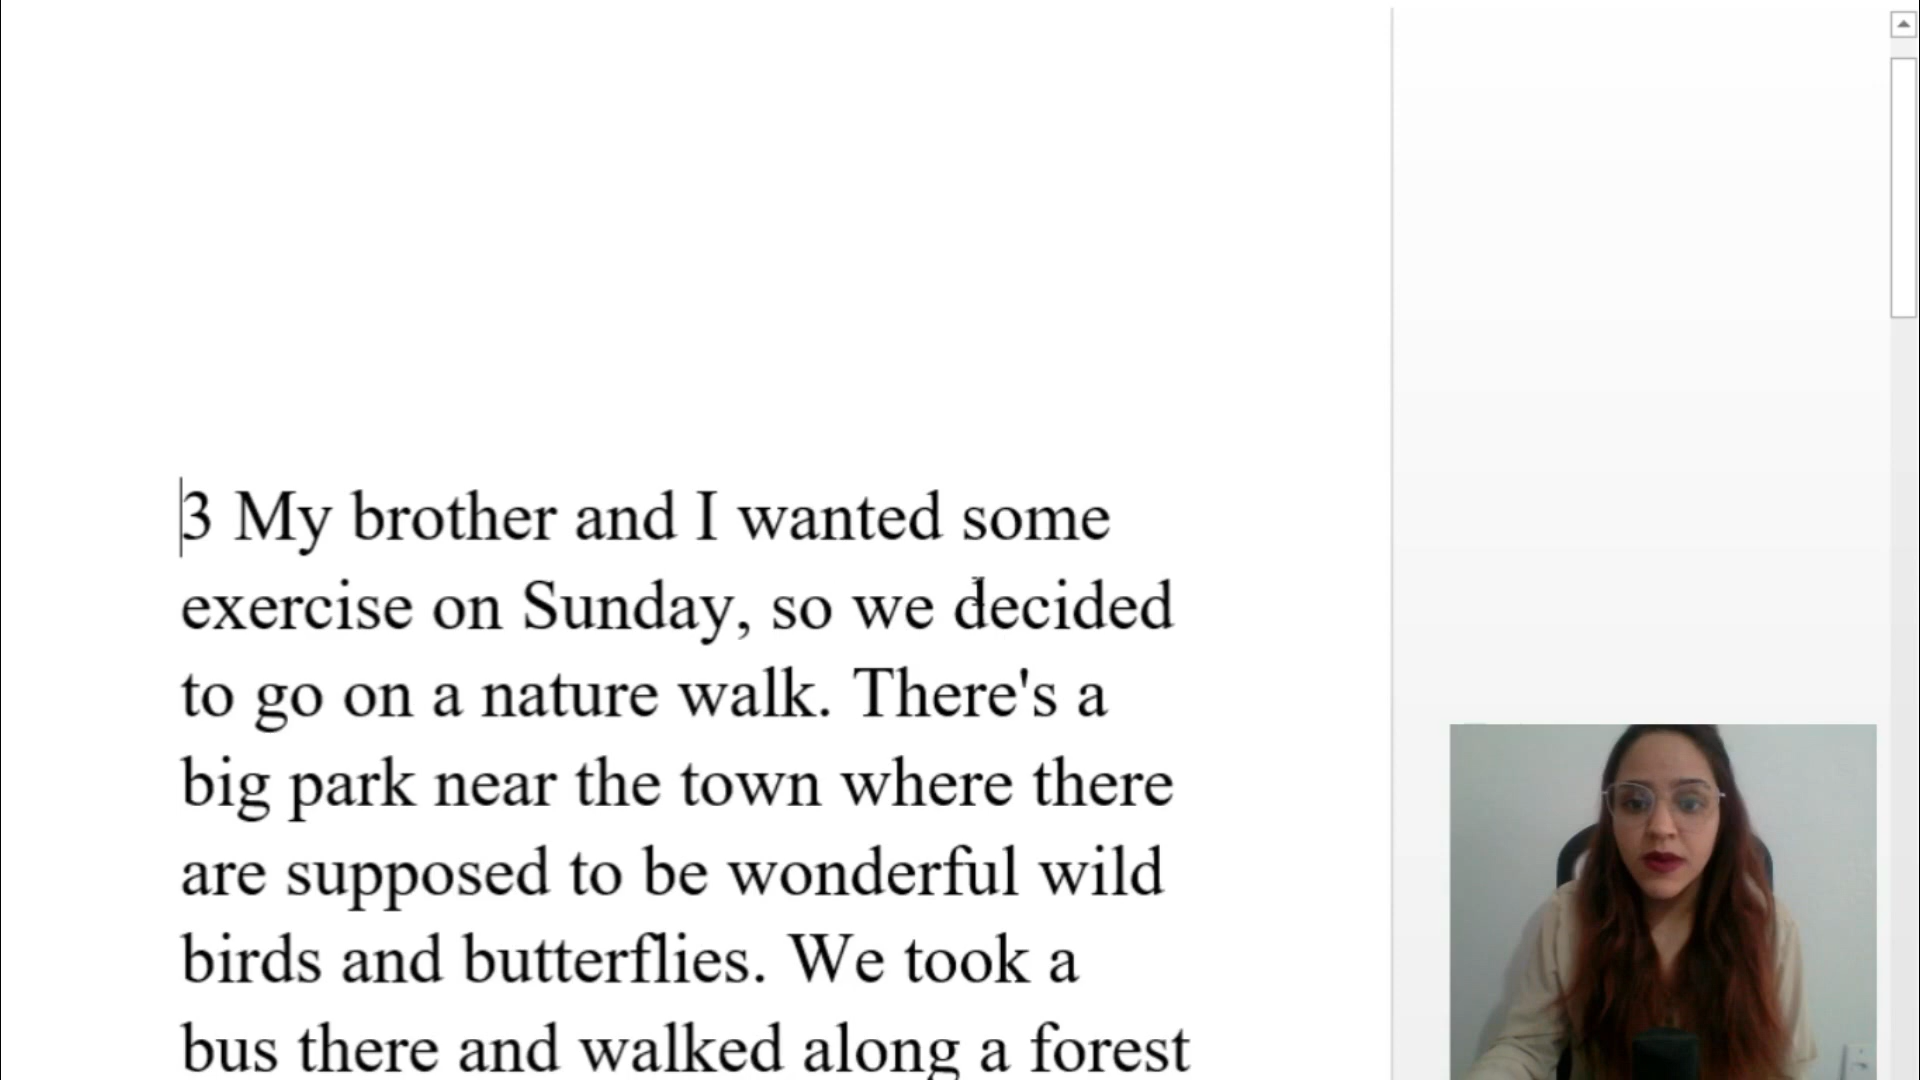 3 My brother and I wanted some
exercise on Sunday, so we decided
to go on a nature walk. There's a
big park near the town where there
are supposed to be wonderful wild
birds and butterflies. We took a
bus there and walked along a forest